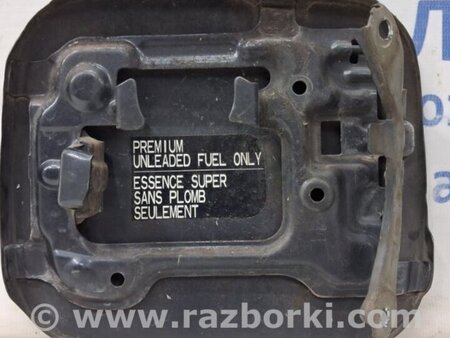 PREMIUM
UNLEADED FUEL ONLY
ESSENCE SUPER
SANS PLOMB
SEULEMENT
www.razborki.com